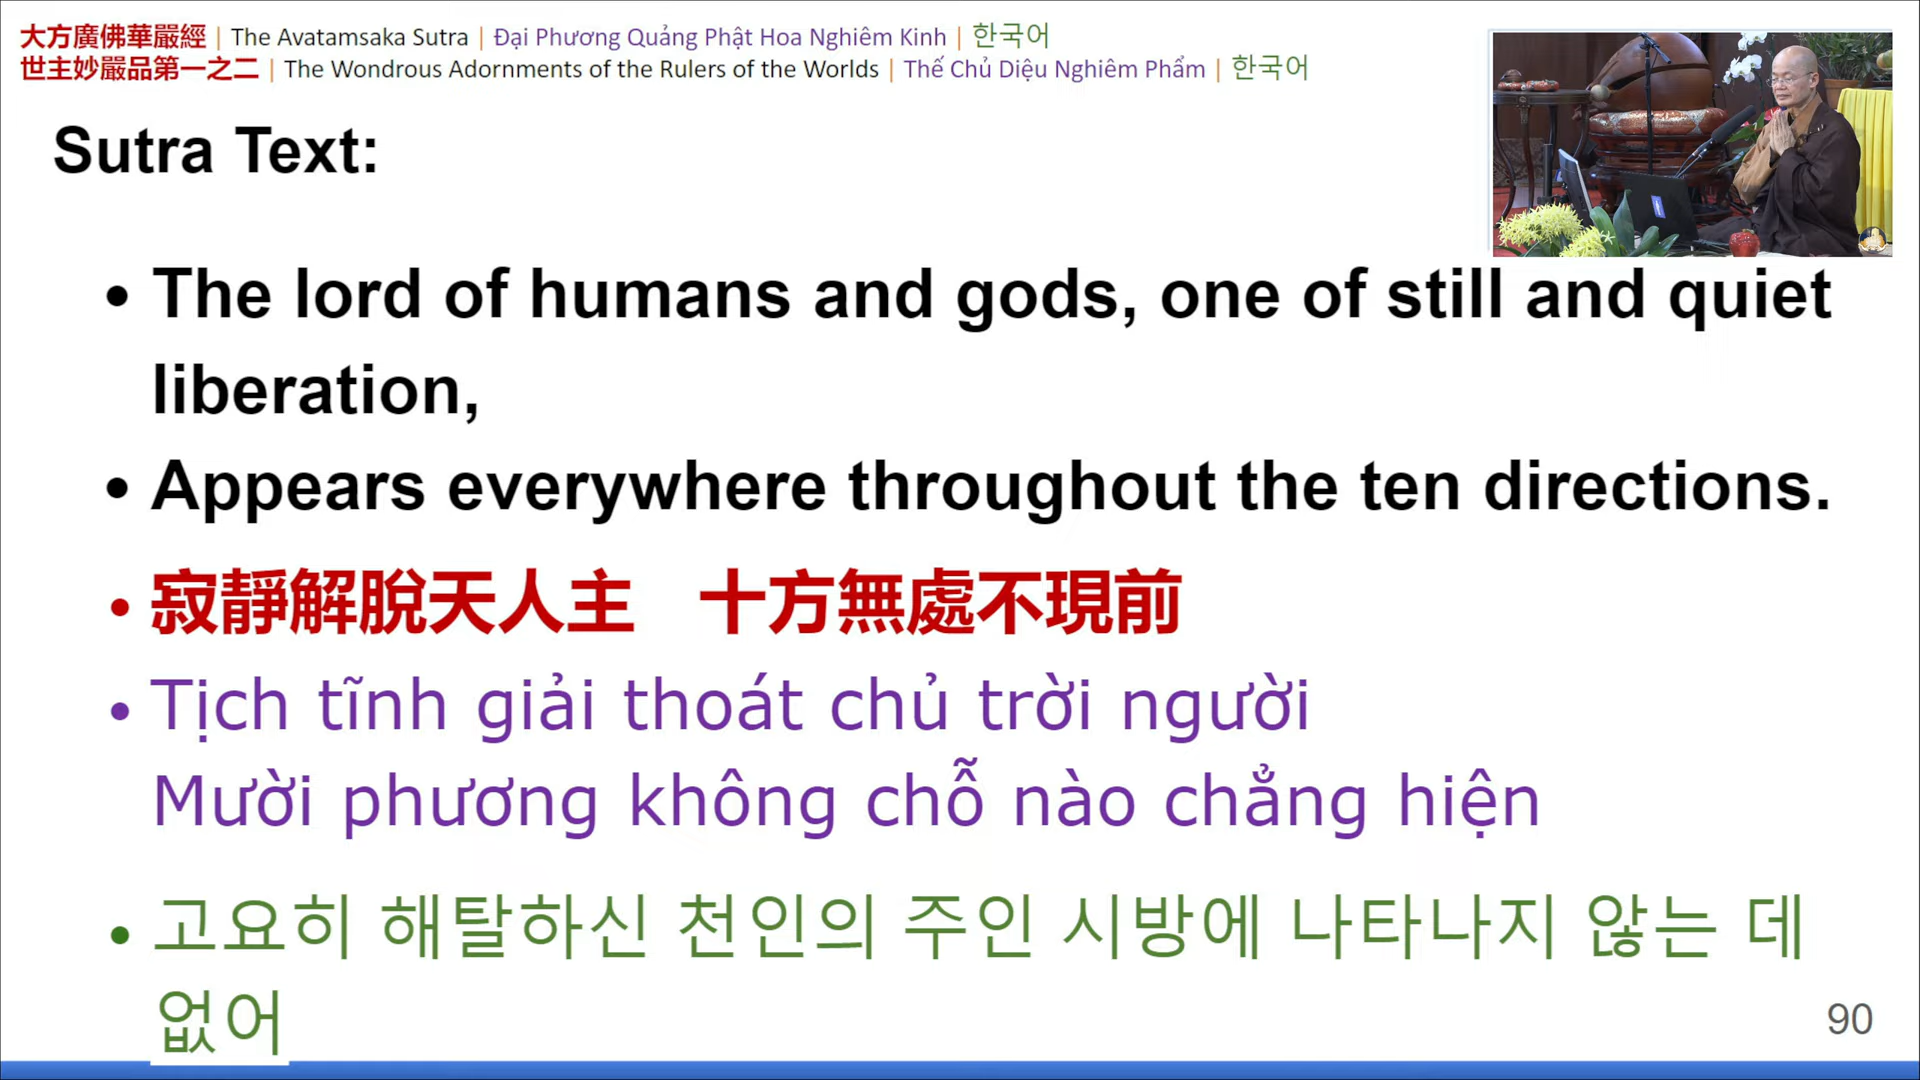 大方廣佛華嚴經 | The Avatamsaka Sutra | Đại Phương Quảng Phật Hoa Nghiêm Kinh | 한국어
世主妙嚴品第一之二 | The Wondrous Adornments of the Rulers of the Worlds | Thế Chủ Diệu Nghiêm Phẩm | 한국어
Sutra Text:
• The lord of humans and gods, one of still and quiet
liberation,
• Appears everywhere throughout the ten directions.
• 寂靜解脫天人主 十方無處不現前
• Tịch tĩnh giải thoát chủ trời người
Mười phương không chỗ nào chẳng hiện
• 고요히 해탈하신 천인의 주인 시방에 나타나지 않는 데
없어
90